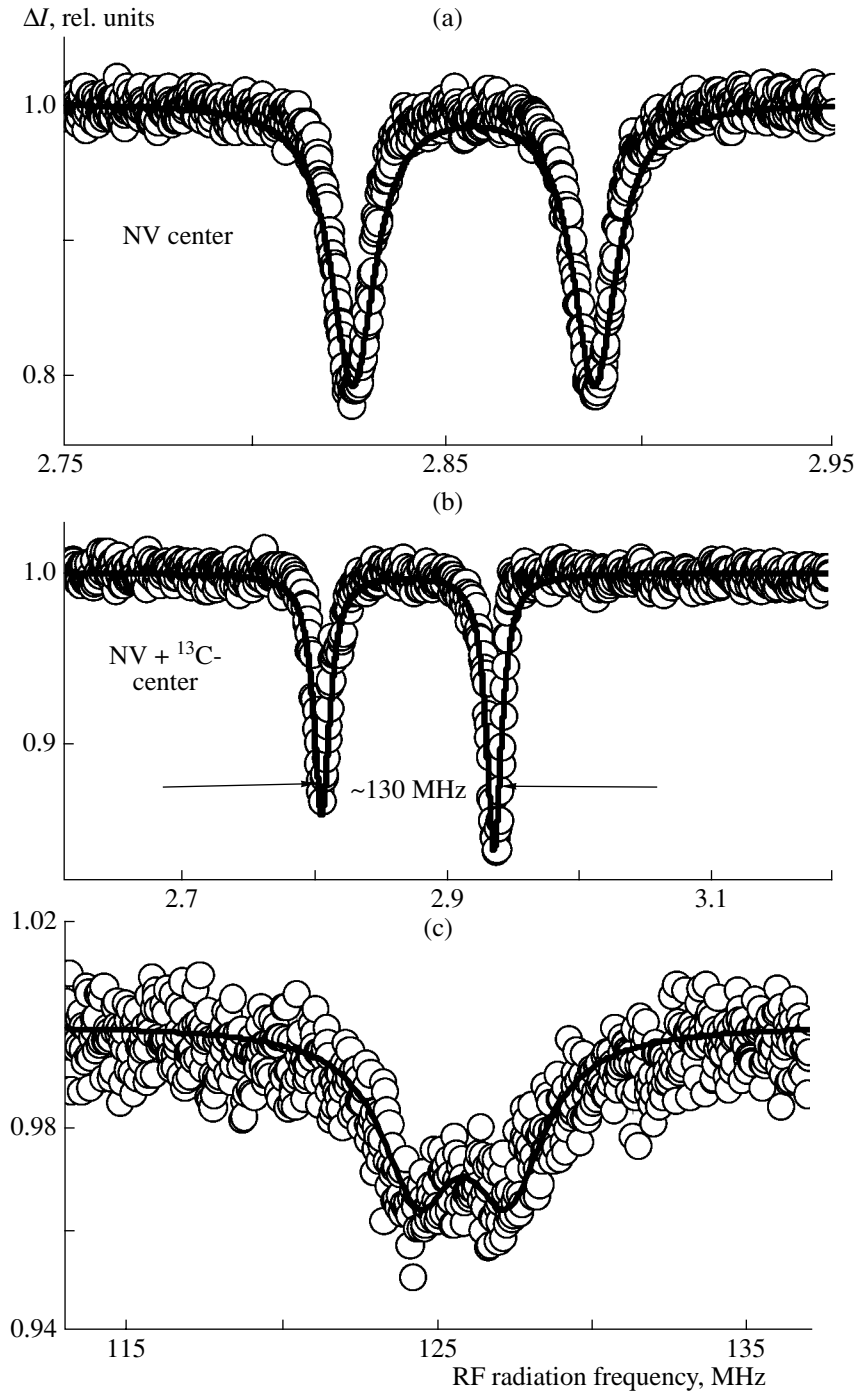 ΔI, rel. units
(a)
1.0
NV center
0.8
2.75
2.85
2.95
(b)
1.0
NV + ¹³C-
center
0.9
~130 MHz
2.7
2.9
3.1
1.02
(c)
0.98
0.94
115
125
135
RF radiation frequency, MHz